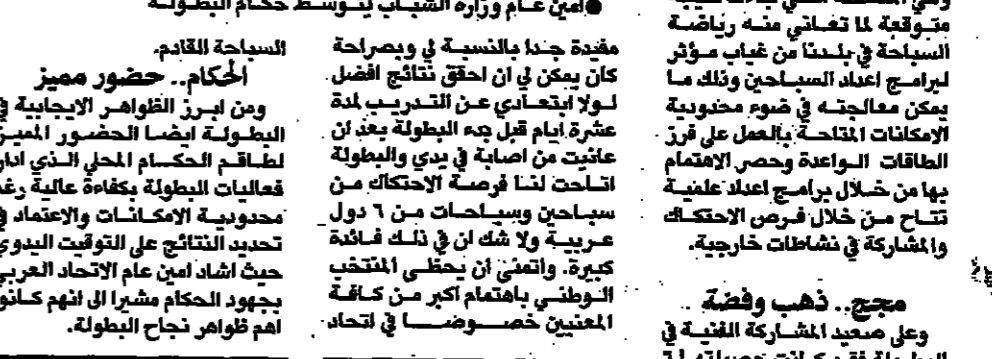 ●امين عام وزارة الشباب يتوسط حكام البطولة
متوقعة لما تعاني منه رياضة
السباحة في بلدنا من غياب مؤثر
لبرامج اعداد السباحين وذلك ما
يمكن معالجته في ضوء محدودية
الامكانات المتاحة بالعمل على فرز
الطاقات الواعدة وحصر الاهتمام
بها من خلال برامج اعداد علمية
تتاح من خلال فرص الاحتكاك
والمشاركة في نشاطات خارجية.
مجج.. ذهب وفضة
وعلى صعيد المشاركة الفنية في
مفيدة جدا بالنسبة لي وبصراحة
كان يمكن لي ان احقق نتائج افضل
لولا ابتعادي عن التدريب لمدة
عشرة ايام قبل بدء البطولة بعد ان
عانيت من اصابة في يدي والبطولة
اتاحت لنا فرصة الاحتكاك من
سباحين وسباحات من ٦ دول
عربية ولا شك ان في ذلك فائدة
كبيرة. واتمنى ان يحظى المنتخب
الوطني باهتمام اكبر من كافة
المعنيين خصوصا في اتحاد
السباحة القادم.
الحكام.. حضور مميز
ومن ابرز الظواهر الايجابية في
البطولة ايضا الحضور المميز
لطاقم الحكام المحلي الذي ادار
فعاليات البطولة بكفاءة عالية رغم
محدودية الامكانات والاعتماد في
تحديد النتائج على التوقيت اليدوي
حيث اشاد امين عام الاتحاد العربي
بجهود الحكام مشيرا الى انهم كانوا
اهم ظواهر نجاح البطولة.